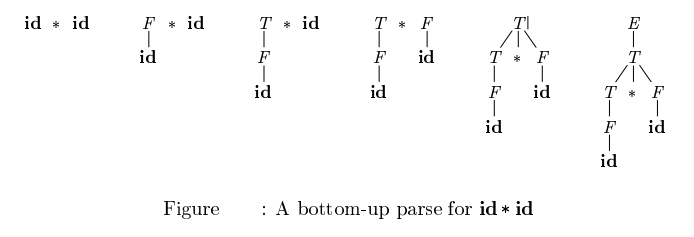 id * id F * id T * id T * F T E
id F id T * F T
id id F id T * F
id F id
id
Figure : A bottom-up parse for id * id